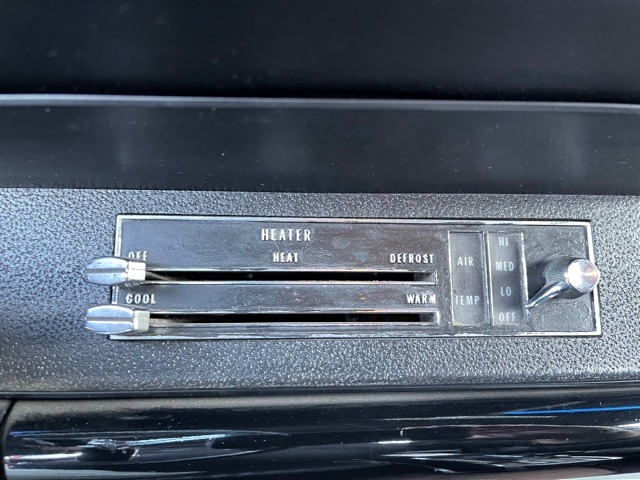 HEATER
OFF HEAT DEFROST
COOL WARM
AIR
TEMP
HI
MED
LO
OFF